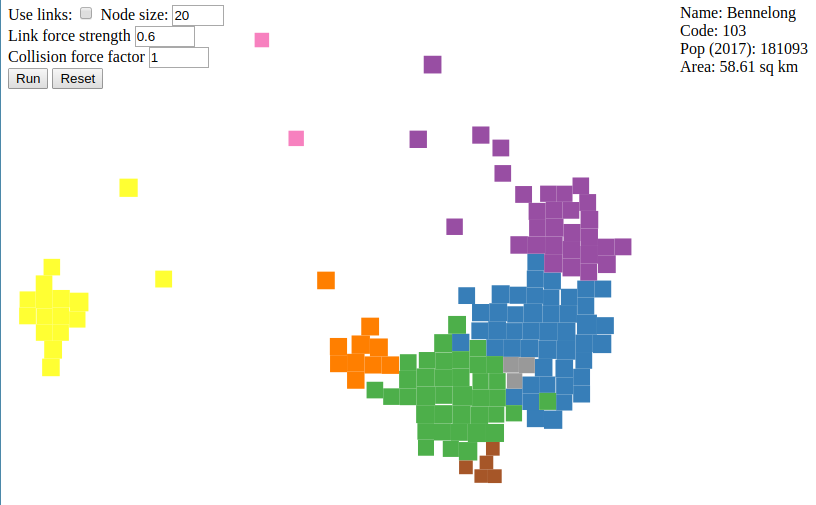 Use links: Node size: 20
Link force strength 0.6
Collision force factor 1
Run Reset
Name: Bennelong
Code: 103
Pop (2017): 181093
Area: 58.61 sq km